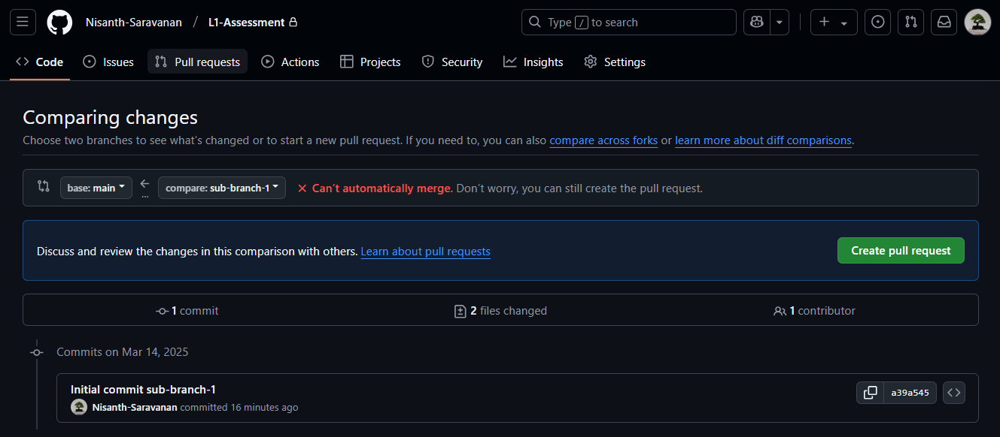 Nisanth-Saravanan / L1-Assessment Type / to search
Code Issues Pull requests Actions Projects Security Insights Settings
Comparing changes
Choose two branches to see what's changed or to start a new pull request. If you need to, you can also compare across forks or learn more about diff comparisons.
base: main ... compare: sub-branch-1 Can't automatically merge. Don't worry, you can still create the pull request.
Discuss and review the changes in this comparison with others. Learn about pull requests Create pull request
1 commit 2 files changed 1 contributor
Commits on Mar 14, 2025
Initial commit sub-branch-1
a39a545
Nisanth-Saravanan committed 16 minutes ago